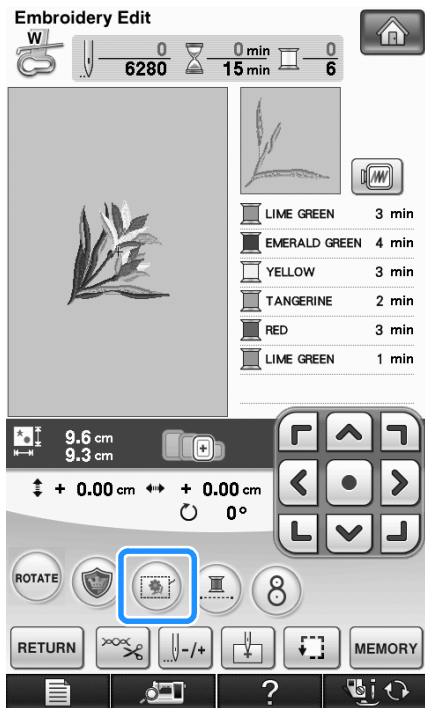 Embroidery Edit
W
0 0 min 0
6280 15 min 6
LIME GREEN 3 min
EMERALD GREEN 4 min
YELLOW 3 min
TANGERINE 2 min
RED 3 min
LIME GREEN 1 min
9.6 cm
9.3 cm
+ 0.00 cm + 0.00 cm
0°
ROTATE
8
RETURN
-/+
MEMORY
?